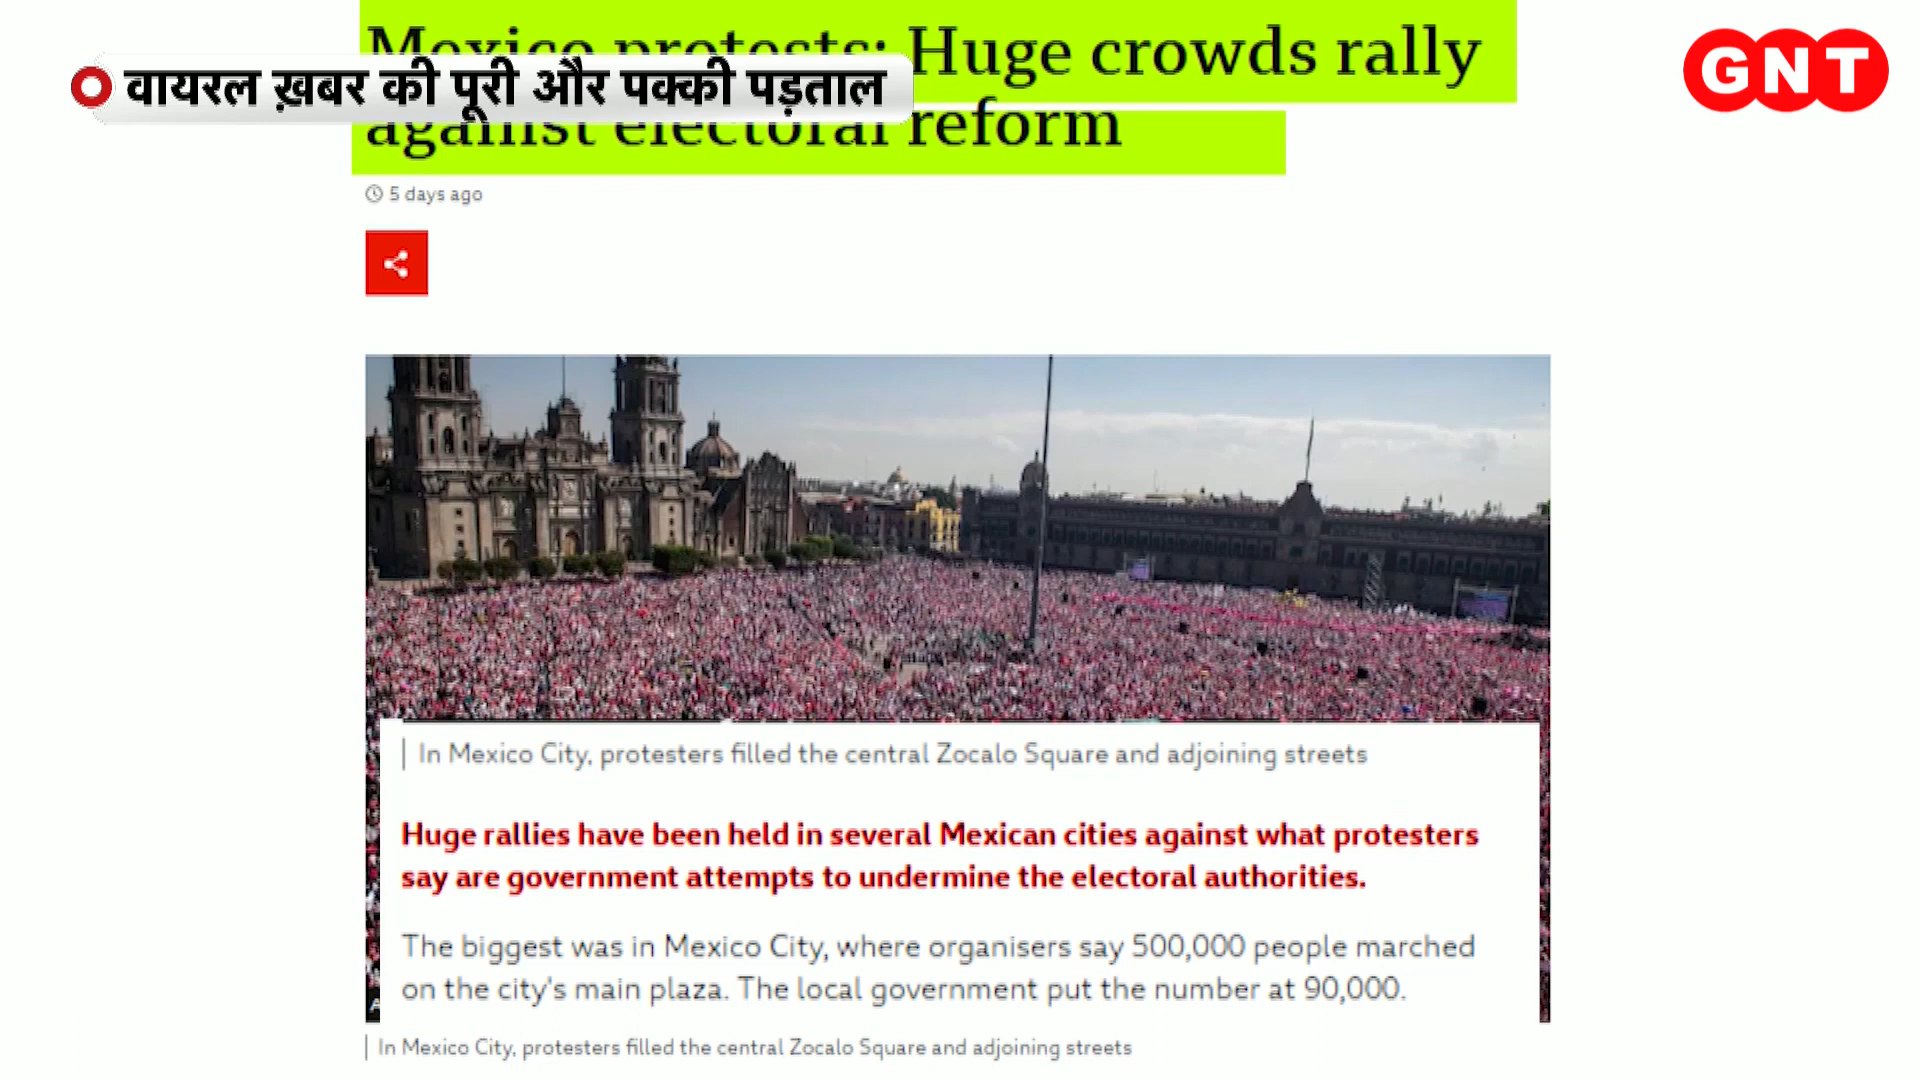 Mexico protests: Huge crowds rally
वायरल ख़बर की पूरी और पक्की पड़ताल
GNT
against electoral reform
5 days ago
In Mexico City, protesters filled the central Zocalo Square and adjoining streets
Huge rallies have been held in several Mexican cities against what protesters
say are government attempts to undermine the electoral authorities.
The biggest was in Mexico City, where organisers say 500,000 people marched
on the city's main plaza. The local government put the number at 90,000.
In Mexico City, protesters filled the central Zocalo Square and adjoining streets